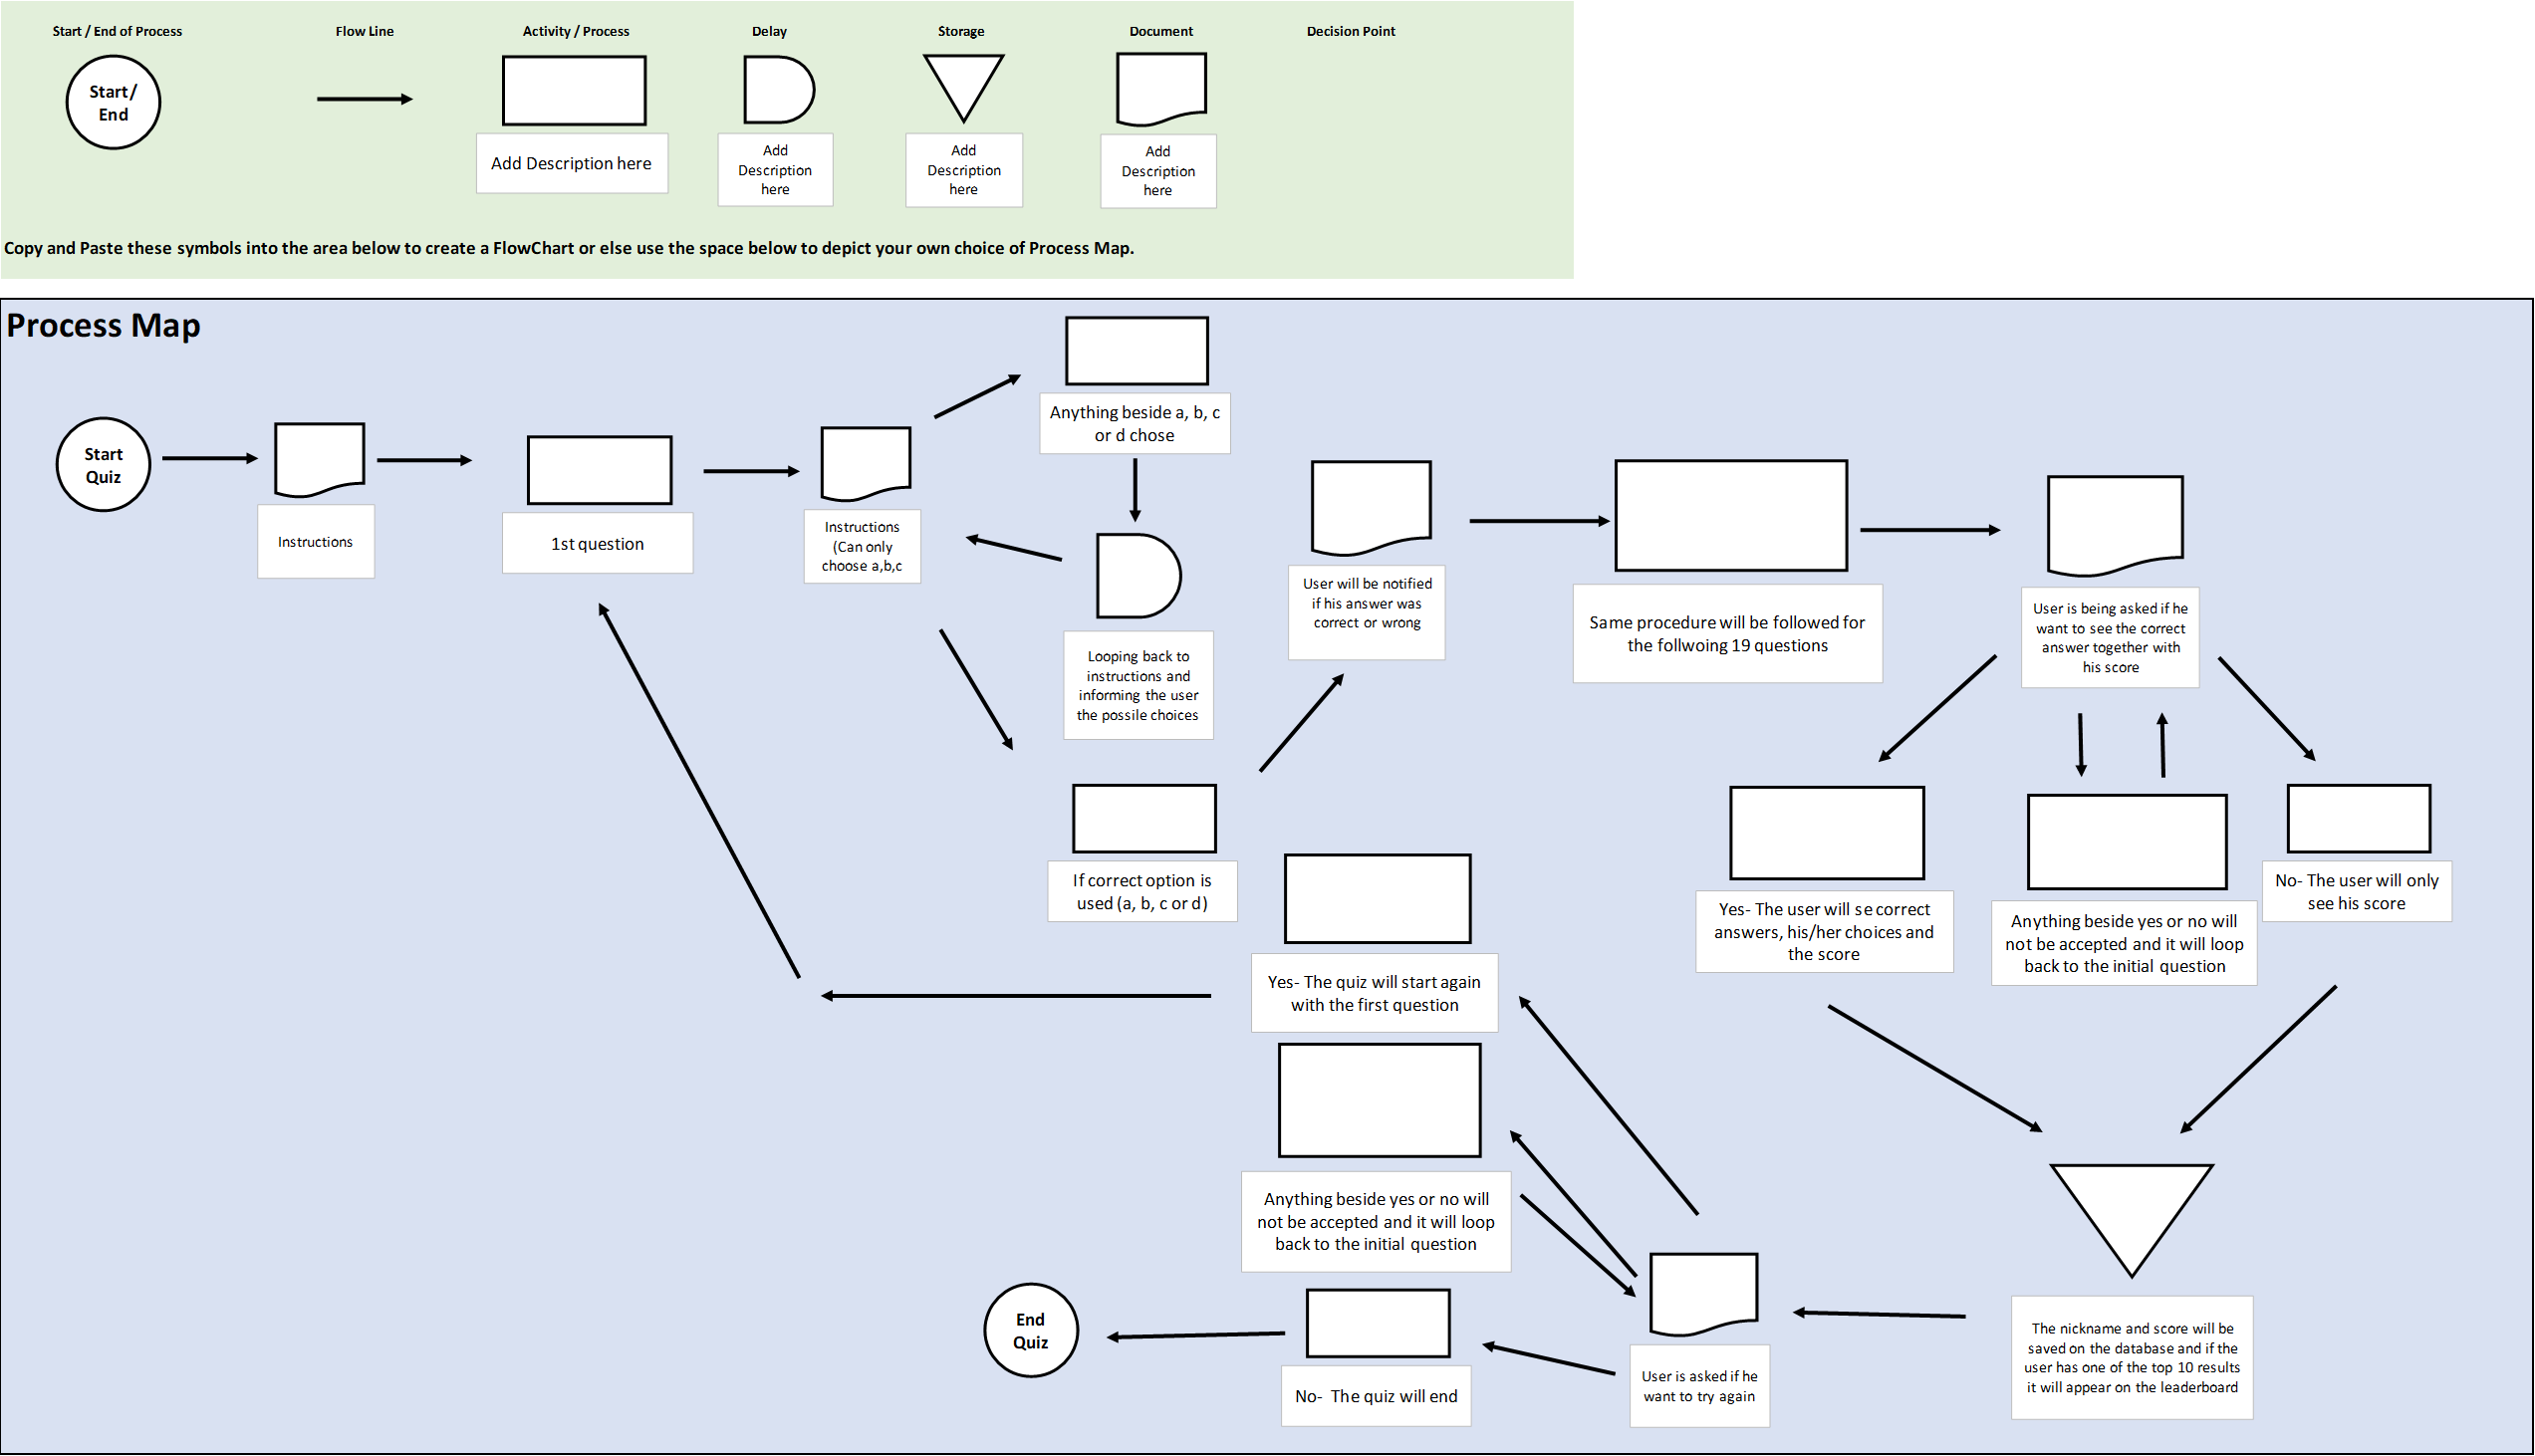 Start / End of Process
Flow Line
Activity / Process
Delay
Storage
Document
Decision Point
Start/
End
Add Description here
Add
Description
here
Add
Description
here
Add
Description
here
Copy and Paste these symbols into the area below to create a FlowChart or else use the space below to depict your own choice of Process Map.
Process Map
Start
Quiz
Instructions
1st question
Instructions
(Can only
choose a,b,c
Anything beside a, b, c
or d chose
Looping back to
instructions and
informing the user
the possile choices
If correct option is
used (a, b, c or d)
User will be notified
if his answer was
correct or wrong
Same procedure will be followed for
the follwoing 19 questions
User is being asked if he
want to see the correct
answer together with
his score
Yes- The user will se correct
answers, his/her choices and
the score
Anything beside yes or no will
not be accepted and it will loop
back to the initial question
No- The user will only
see his score
Yes- The quiz will start again
with the first question
Anything beside yes or no will
not be accepted and it will loop
back to the initial question
End
Quiz
No-  The quiz will end
User is asked if he
want to try again
The nickname and score will be
saved on the database and if the
user has one of the top 10 results
it will appear on the leaderboard